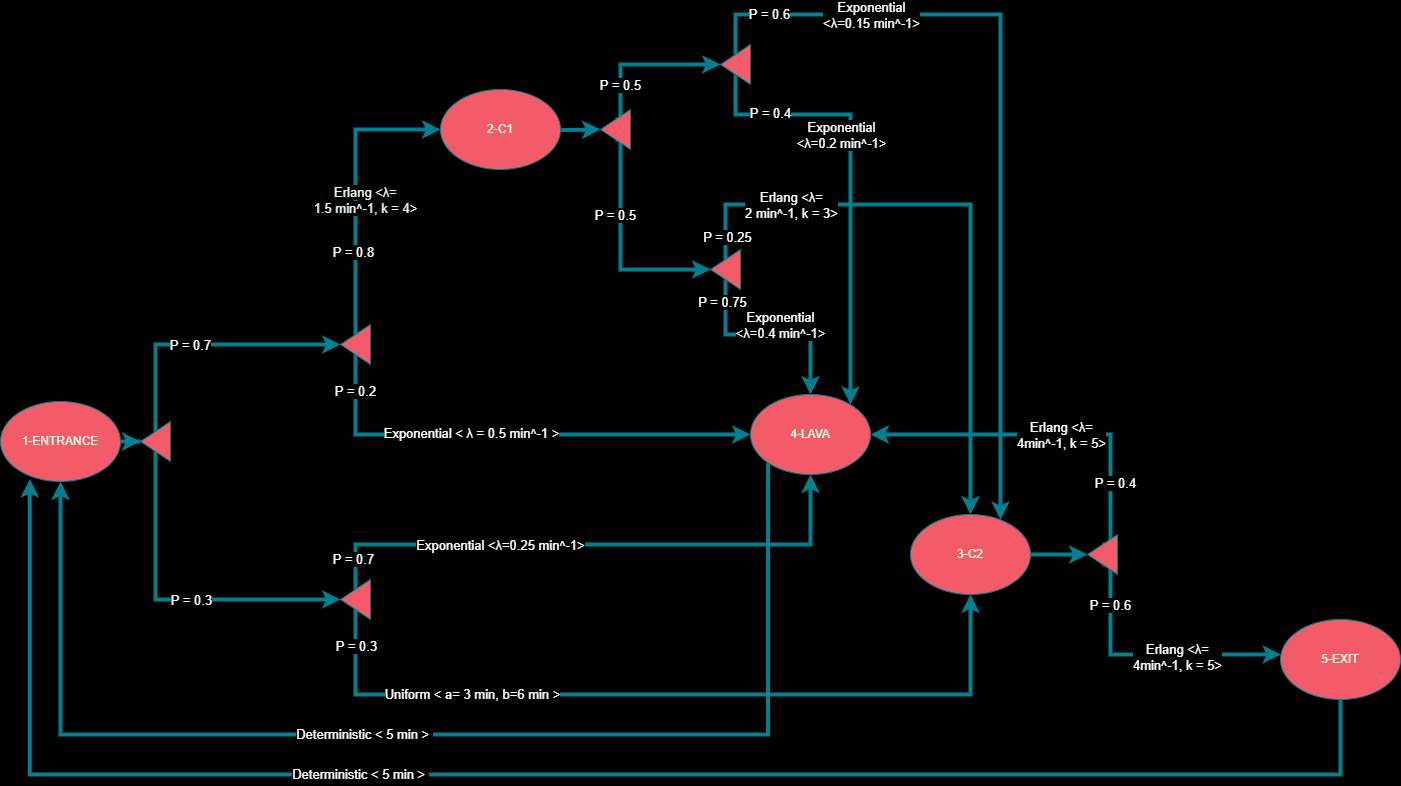 P = 0.6
Exponential
<λ=0.15 min^-1>
P = 0.5
P = 0.4
2-C1
Exponential
<λ=0.2 min^-1>
Erlang <λ=
1.5 min^-1, k = 4>
Erlang <λ=
2 min^-1, k = 3>
P = 0.5
P = 0.25
P = 0.8
P = 0.75
Exponential
<λ=0.4 min^-1>
P = 0.7
P = 0.2
1-ENTRANCE
Exponential < λ = 0.5 min^-1 >
4-LAVA
Erlang <λ=
4min^-1, k = 5>
P = 0.4
Exponential <λ=0.25 min^-1>
P = 0.7
3-C2
P = 0.3
P = 0.6
P = 0.3
Erlang <λ=
4min^-1, k = 5>
5-EXIT
Uniform < a= 3 min, b=6 min >
Deterministic < 5 min >
Deterministic < 5 min >